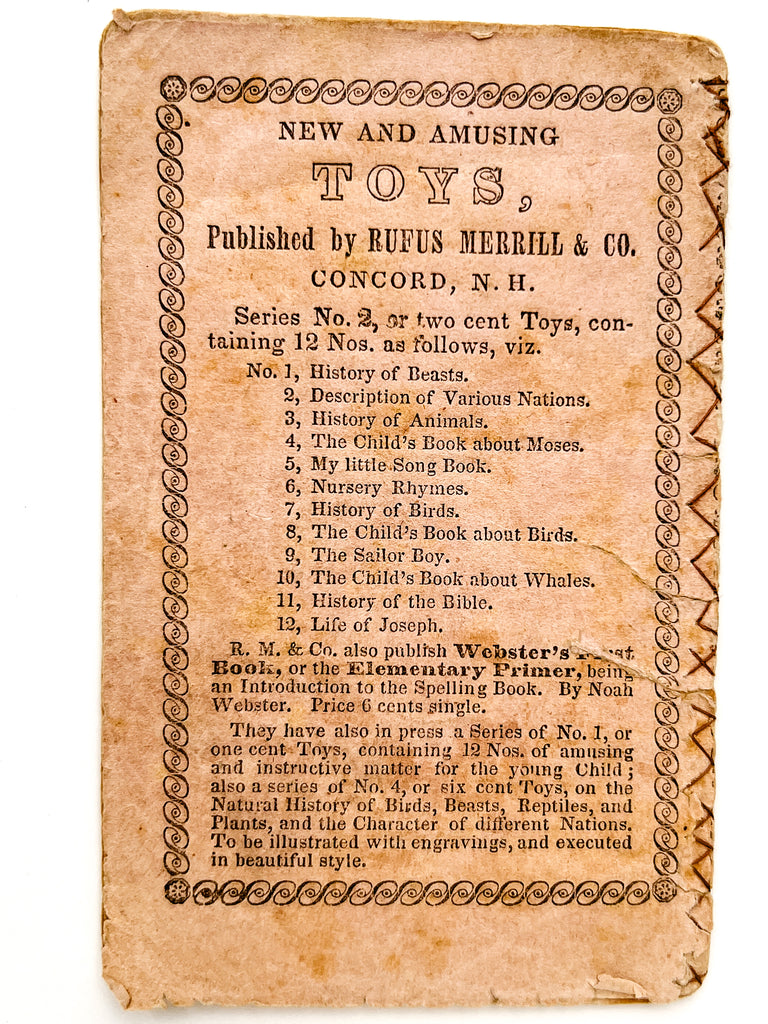 NEW AND AMUSING
TOYS,
Published by RUFUS MERRILL & CO.
CONCORD, N. H.
Series No. 2, or two cent Toys, con-
taining 12 Nos. as follows, viz.
No. 1, History of Beasts.
2, Description of Various Nations.
3, History of Animals.
4, The Child's Book about Moses.
5, My little Song Book.
6, Nursery Rhymes.
7, History of Birds.
8, The Child's Book about Birds.
9, The Sailor Boy.
10, The Child's Book about Whales.
11, History of the Bible.
12, Life of Joseph.
R. M. & Co. also publish Webster's
Book, or the Elementary Primer, being
an Introduction to the Spelling Book. By Noah
Webster. Price 6 cents single.
They have also in press a Series of No. 1, or
one cent Toys, containing 12 Nos. of amusing
and instructive matter for the young Child;
also a series of No. 4, or six cent Toys, on the
Natural History of Birds, Beasts, Reptiles, and
Plants, and the Character of different Nations.
To be illustrated with engravings, and executed
in beautiful style.